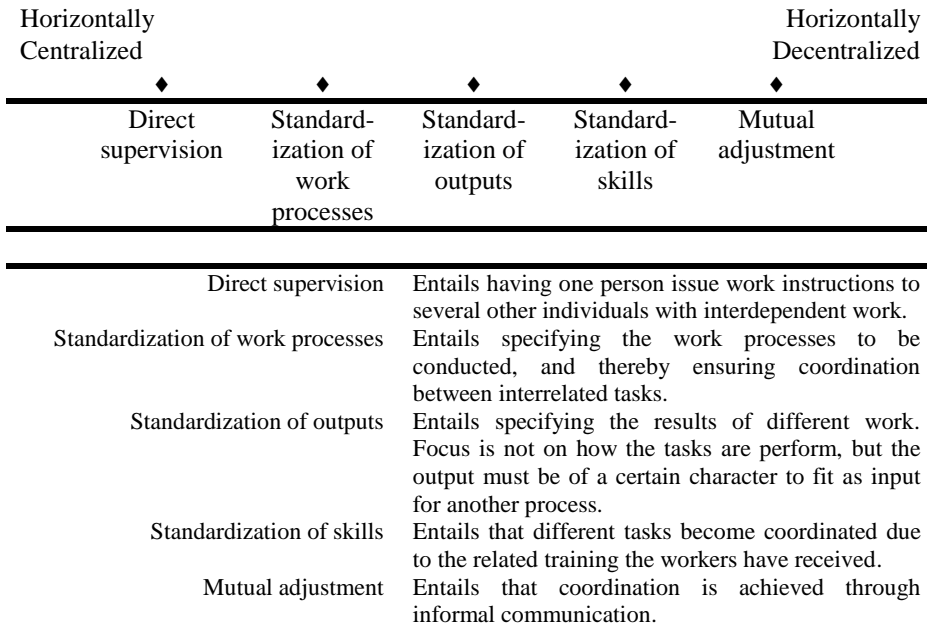 Horizontally Horizontally
Centralized Decentralized
♦ ♦ ♦ ♦ ♦
Direct Standard- Standard- Standard- Mutual
supervision ization of ization of ization of adjustment
work outputs skills
processes
Direct supervision Entails having one person issue work instructions to
several other individuals with interdependent work.
Standardization of work processes Entails specifying the work processes to be
conducted, and thereby ensuring coordination
between interrelated tasks.
Standardization of outputs Entails specifying the results of different work.
Focus is not on how the tasks are perform, but the
output must be of a certain character to fit as input
for another process.
Standardization of skills Entails that different tasks become coordinated due
to the related training the workers have received.
Mutual adjustment Entails that coordination is achieved through
informal communication.